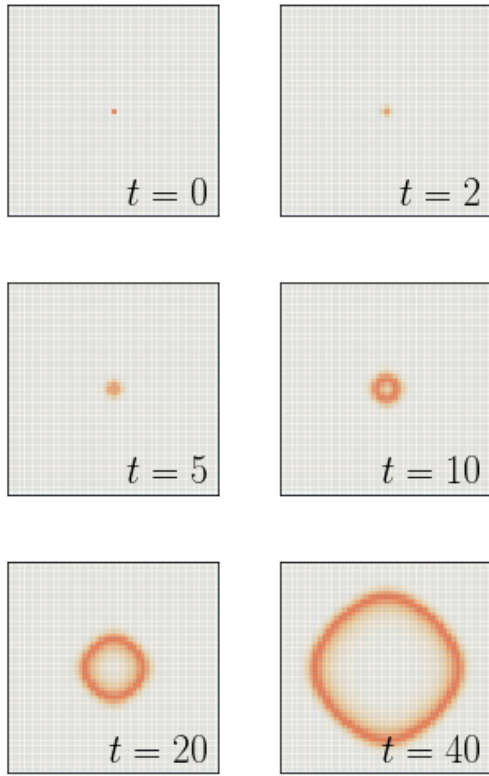 t = 0
t = 2
t = 5
t = 10
t = 20
t = 40